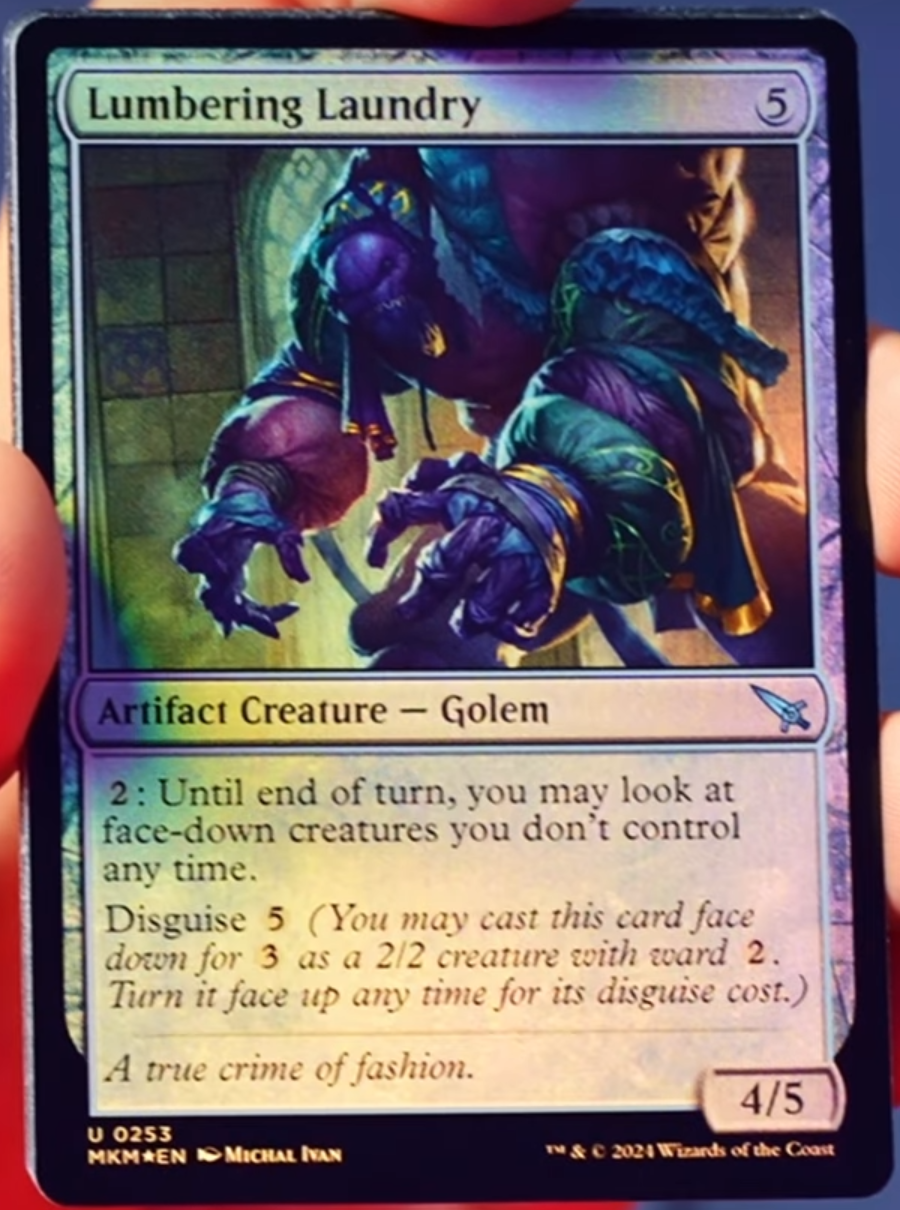 Lumbering Laundry 5
Artifact Creature — Golem
2: Until end of turn, you may look at
face-down creatures you don't control
any time.
Disguise 5 (You may cast this card face
down for 3 as a 2/2 creature with ward 2.
Turn it face up any time for its disguise cost.)
A true crime of fashion.
4/5
U 0253
MKM★EN MICHAL IVAN
™ & © 2024 Wizards of the Coast